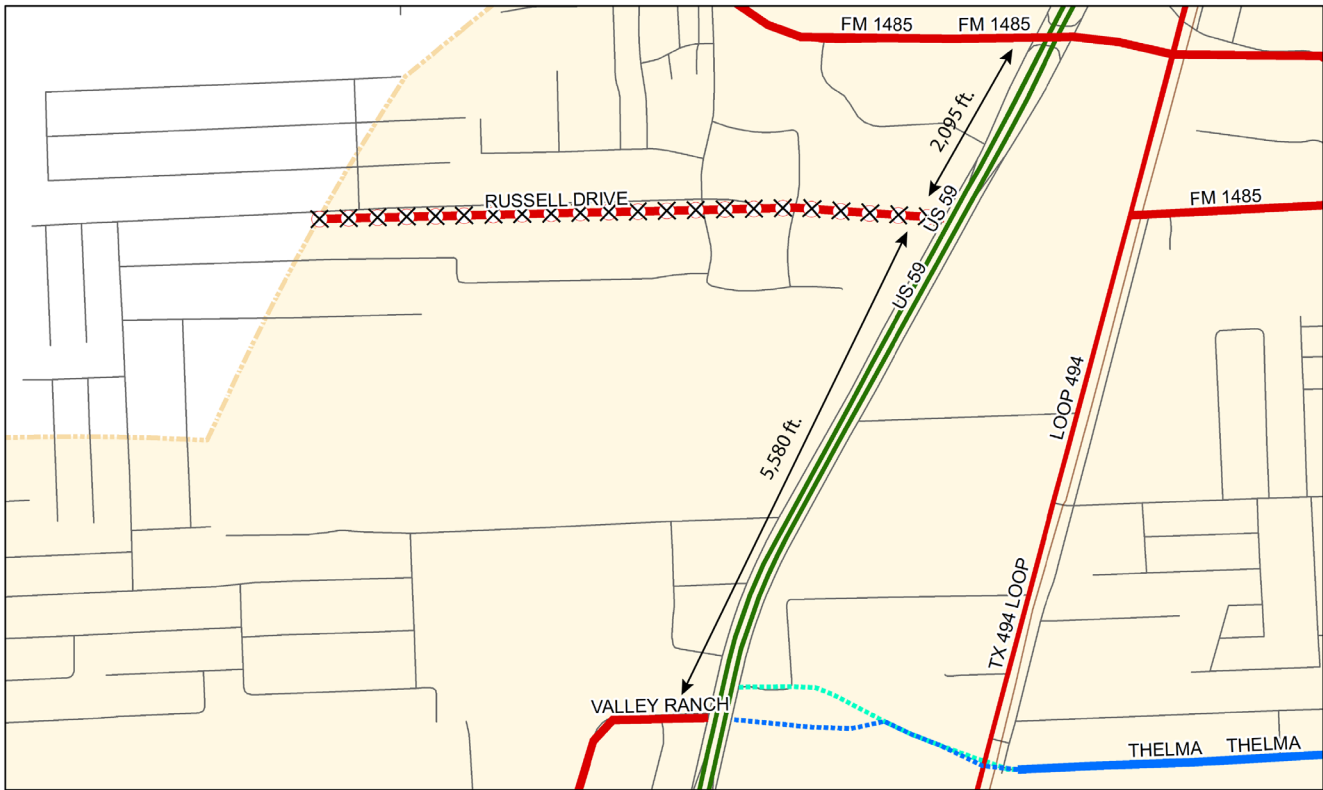 FM 1485
FM 1485
2,095 ft.
RUSSELL DRIVE
US 59
FM 1485
US 59
LOOP 494
5,580 ft.
TX 494 LOOP
VALLEY RANCH
THELMA
THELMA